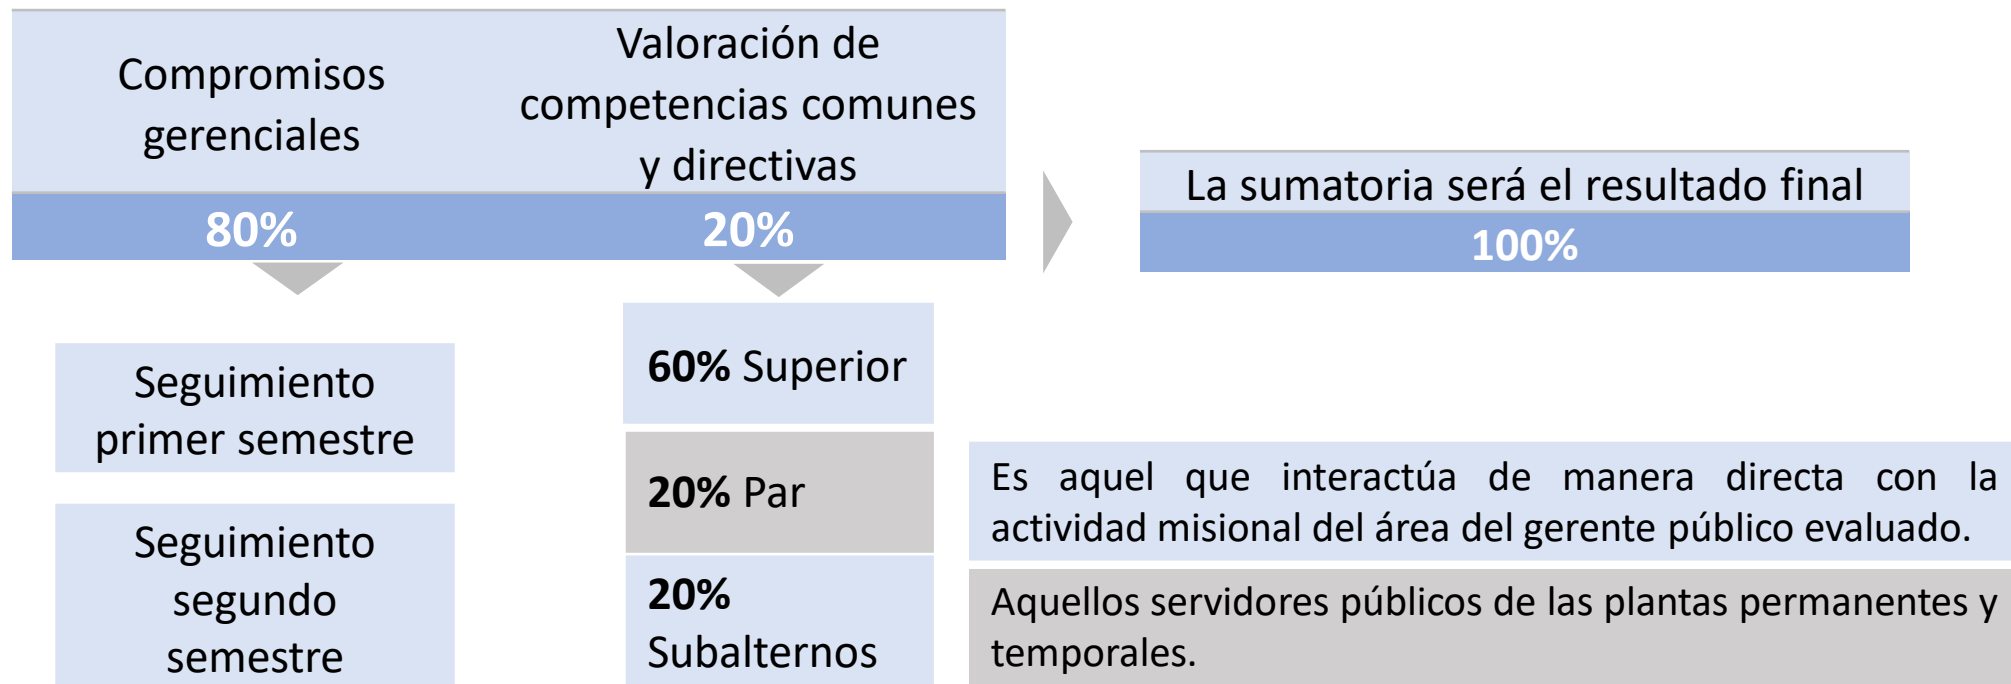 Compromisos
gerenciales
80%
Valoración de
competencias comunes
y directivas
20%
La sumatoria será el resultado final
100%
Seguimiento
primer semestre
Seguimiento
segundo
semestre
60% Superior
20% Par
20%
Subalternos
Es aquel que interactúa de manera directa con la
actividad misional del área del gerente público evaluado.
Aquellos servidores públicos de las plantas permanentes y
temporales.